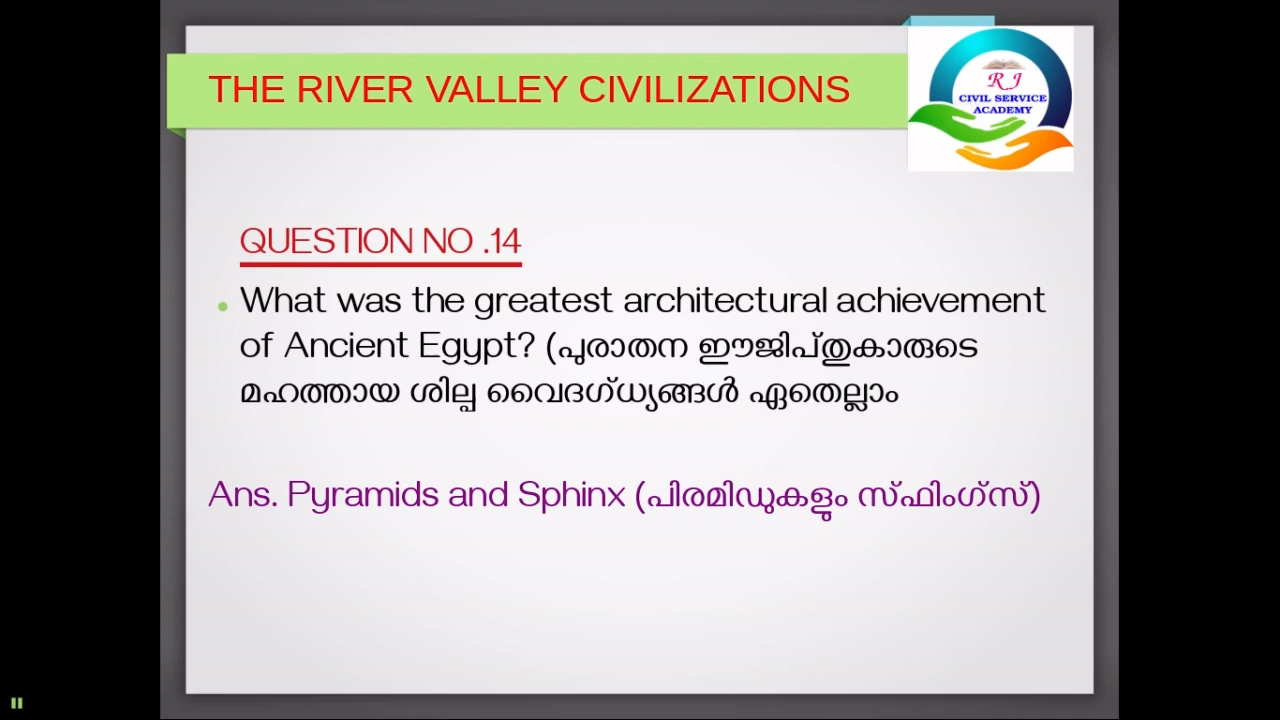 THE RIVER VALLEY CIVILIZATIONS
R J
CIVIL SERVICE
ACADEMY
QUESTION NO .14
• What was the greatest architectural achievement
of Ancient Egypt? (പുരാതന ഈജിപ്തുകാരുടെ
മഹത്തായ ശില്പ വൈദഗ്ധ്യങ്ങൾ ഏതെല്ലാം
Ans. Pyramids and Sphinx (പിരമിഡുകളും സ്ഫിംഗ്സ്)